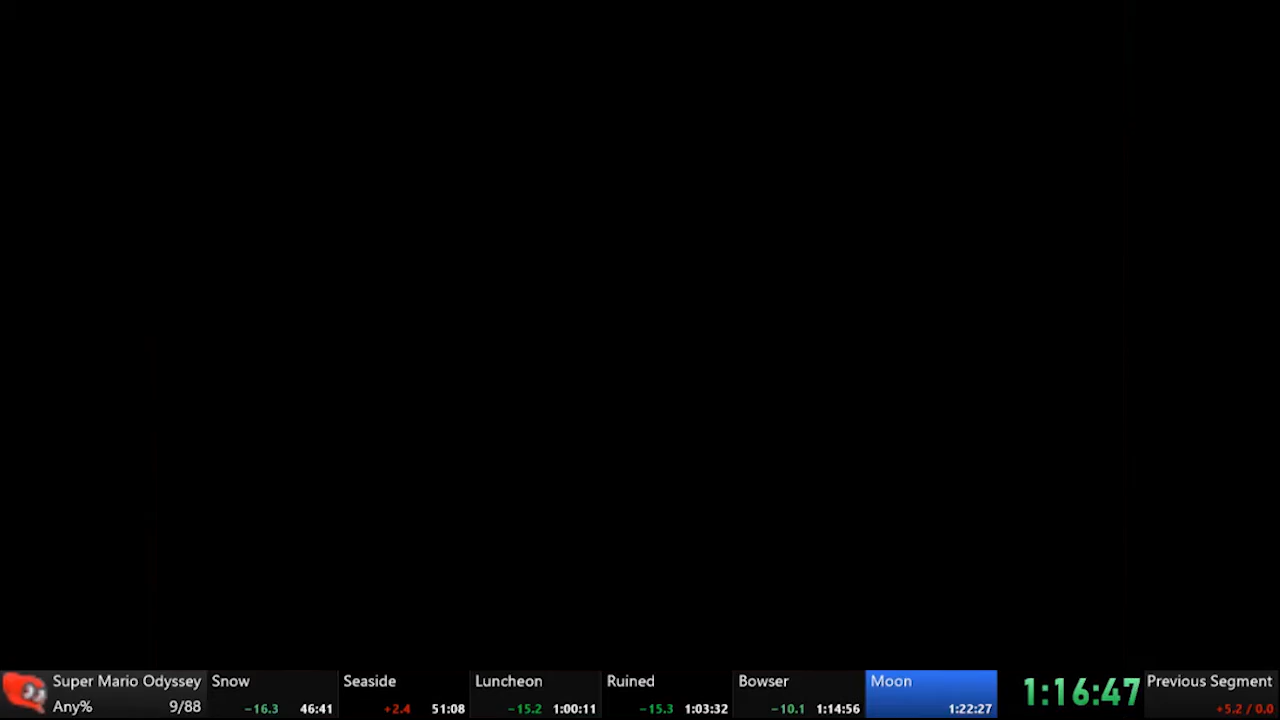 Super Mario Odyssey
Any% 9/88
Snow
−16.3 46:41
Seaside
+2.4 51:08
Luncheon
−15.2 1:00:11
Ruined
−15.3 1:03:32
Bowser
−10.1 1:14:56
Moon
1:22:27
1:16:47
Previous Segment
+5.2 / 0.0